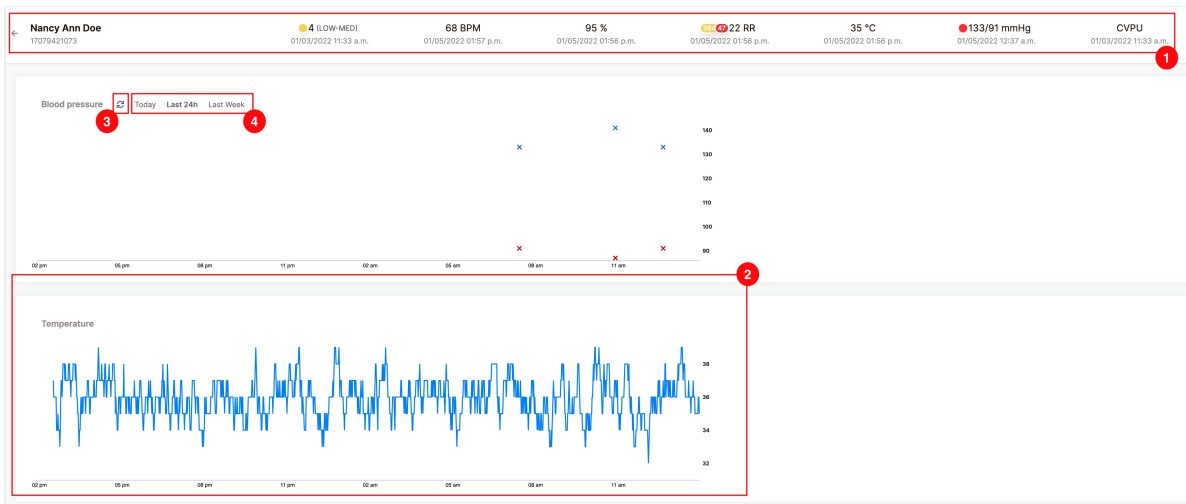 ←
Nancy Ann Doe
17079421073
4 (LOW-MED)
01/03/2022 11:33 a.m.
68 BPM
01/05/2022 01:57 p.m.
95 %
01/05/2022 01:56 p.m.
47 22 RR
01/05/2022 01:56 p.m.
35 °C
01/05/2022 01:56 p.m.
133/91 mmHg
01/05/2022 12:37 a.m.
CVPU
01/03/2022 11:33 a.m.
1
Blood pressure Today Last 24h Last Week
3
4
140
130
120
110
100
90
02 pm 05 pm 08 pm 11 pm 02 am 05 am 08 am 11 am
2
Temperature
38
36
34
32
02 pm 05 pm 08 pm 11 pm 02 am 05 am 08 am 11 am